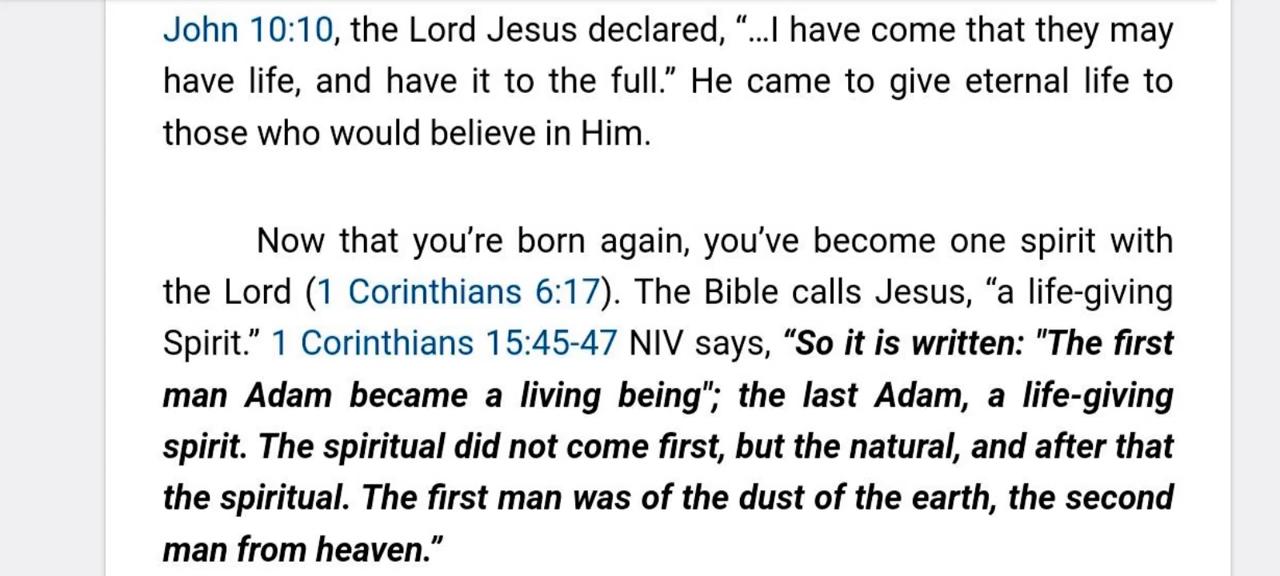 John 10:10, the Lord Jesus declared, “...I have come that they may
have life, and have it to the full.” He came to give eternal life to
those who would believe in Him.
Now that you’re born again, you’ve become one spirit with
the Lord (1 Corinthians 6:17). The Bible calls Jesus, “a life-giving
Spirit.” 1 Corinthians 15:45-47 NIV says, “So it is written: "The first
man Adam became a living being"; the last Adam, a life-giving
spirit. The spiritual did not come first, but the natural, and after that
the spiritual. The first man was of the dust of the earth, the second
man from heaven.”